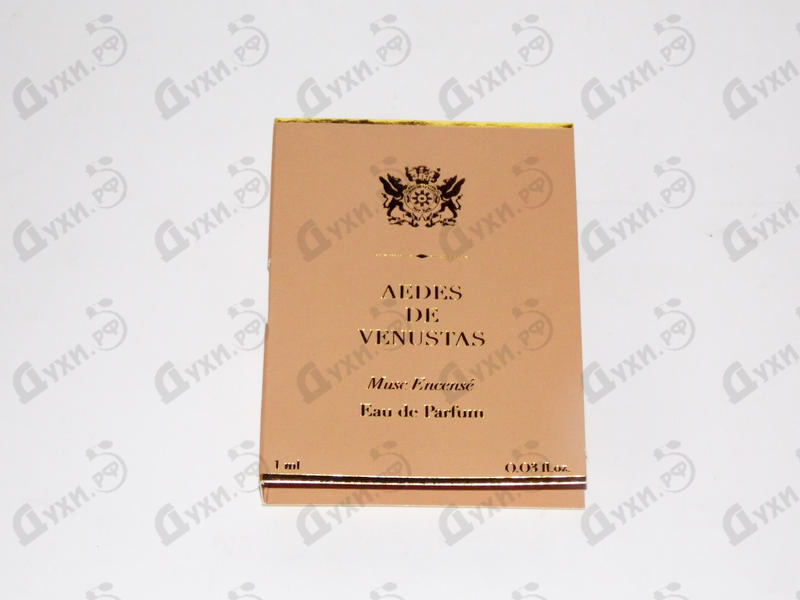 AEDES
DE
VENUSTAS
Musc Encensé
Eau de Parfum
1 ml 0.03 fl.oz.
Духи.рф